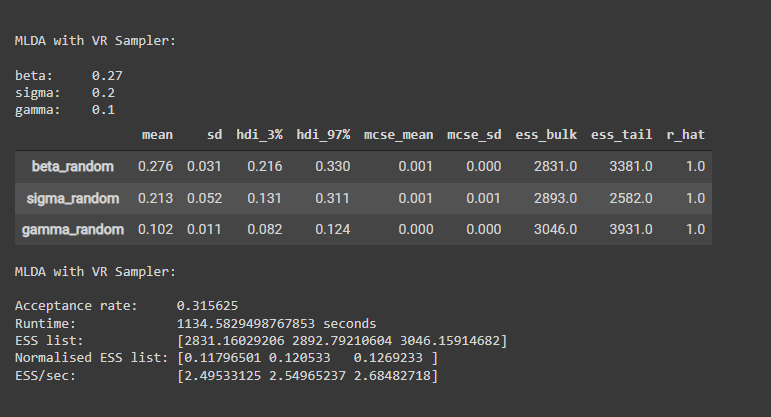 MLDA with VR Sampler:
beta: 0.27
sigma: 0.2
gamma: 0.1
mean sd hdi_3% hdi_97% mcse_mean mcse_sd ess_bulk ess_tail r_hat
beta_random 0.276 0.031 0.216 0.330 0.001 0.000 2831.0 3381.0 1.0
sigma_random 0.213 0.052 0.131 0.311 0.001 0.001 2893.0 2582.0 1.0
gamma_random 0.102 0.011 0.082 0.124 0.000 0.000 3046.0 3931.0 1.0
MLDA with VR Sampler:
Acceptance rate: 0.315625
Runtime: 1134.5829498767853 seconds
ESS list: [2831.16029206 2892.79210604 3046.15914682]
Normalised ESS list: [0.11796501 0.120533 0.1269233 ]
ESS/sec: [2.49533125 2.54965237 2.68482718]